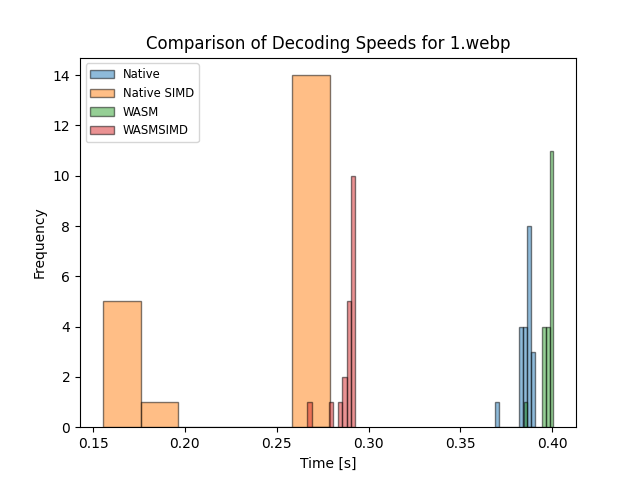 Comparison of Decoding Speeds for 1.webp
Native
Native SIMD
WASM
WASMSIMD
Frequency
14
12
10
8
6
4
2
0
0.15 0.20 0.25 0.30 0.35 0.40
Time [s]